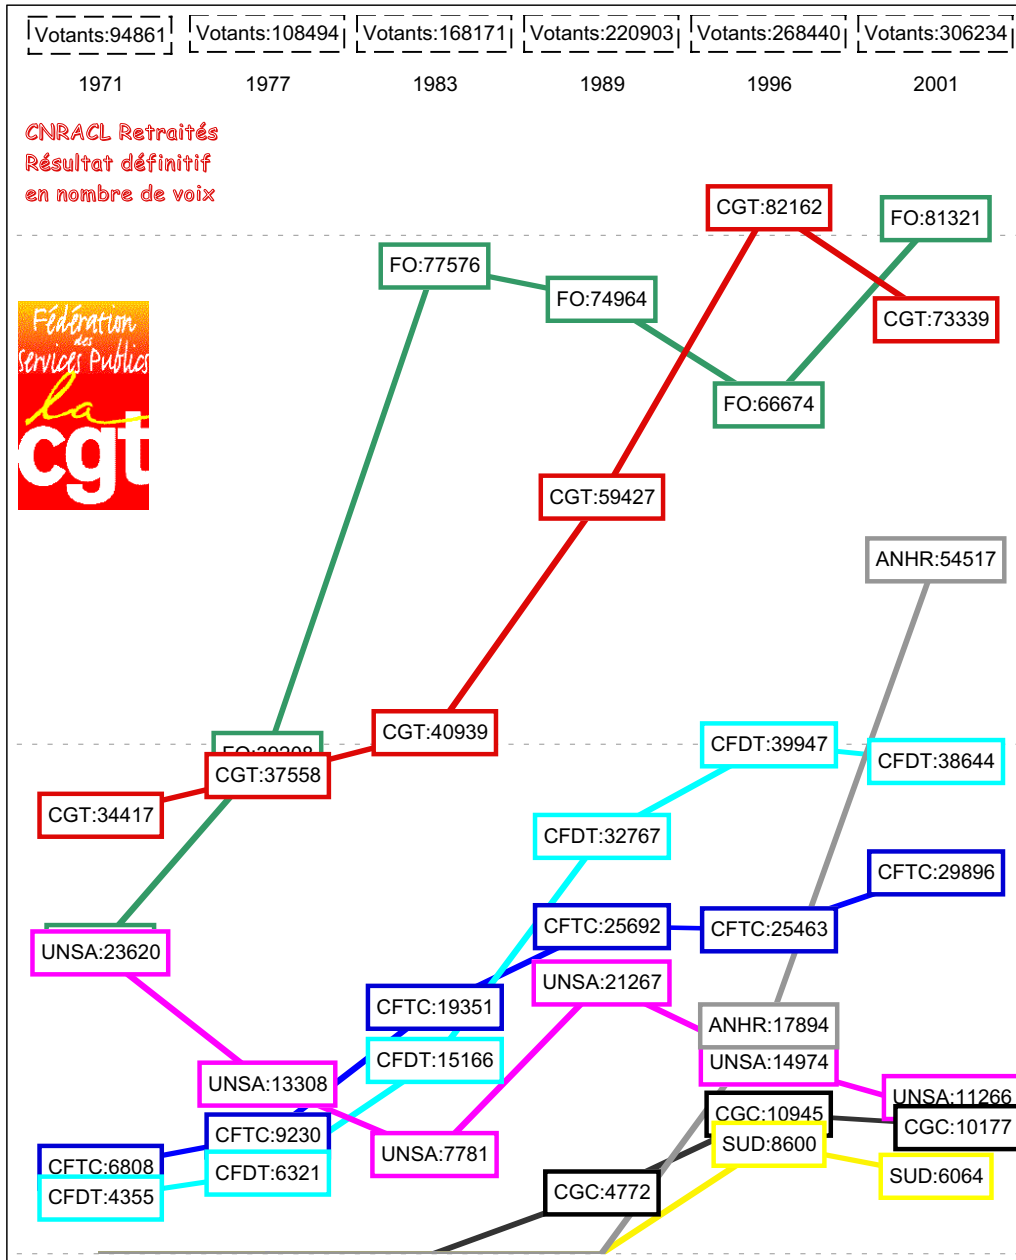 Votants:94861 Votants:108494 Votants:168171 Votants:220903 Votants:268440 Votants:306234
1971 1977 1983 1989 1996 2001
CNRACL Retraités
Résultat définitif
en nombre de voix
CGT:82162
FO:81321
FO:77576
FO:74964
CGT:73339
Fédération
des
Services Publics
la
cgt
FO:66674
CGT:59427
ANHR:54517
CGT:40939
FO:39208
CFDT:39947
CFDT:38644
CGT:37558
CGT:34417
CFDT:32767
CFTC:29896
CFTC:25692
CFTC:25463
UNSA:23620
UNSA:21267
CFTC:19351
ANHR:17894
CFDT:15166
UNSA:14974
UNSA:13308
UNSA:11266
CGC:10945
CGC:10177
CFTC:9230
SUD:8600
UNSA:7781
CFTC:6808
CFDT:6321
SUD:6064
CGC:4772
CFDT:4355